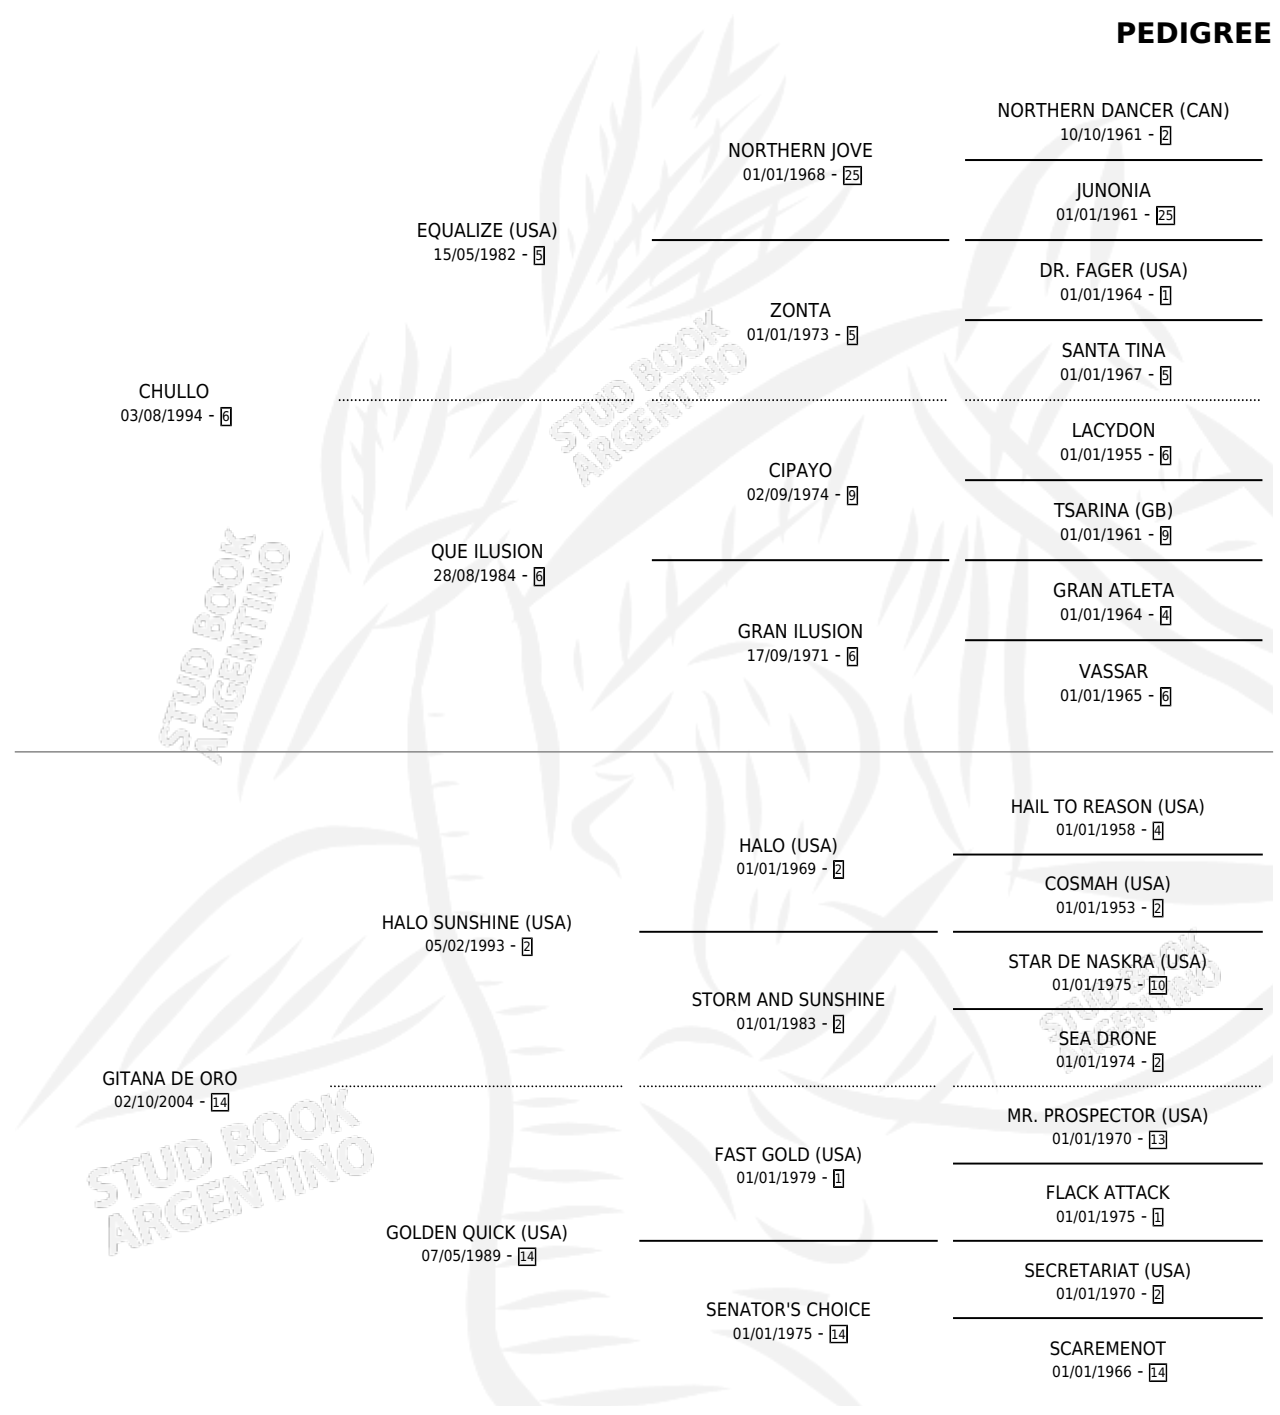 PEDIGREE
NORTHERN DANCER (CAN)
10/10/1961 - 2
NORTHERN JOVE
01/01/1968 - 25
JUNONIA
01/01/1961 - 25
EQUALIZE (USA)
15/05/1982 - 5
DR. FAGER (USA)
01/01/1964 - 1
ZONTA
01/01/1973 - 5
SANTA TINA
01/01/1967 - 5
CHULLO
03/08/1994 - 6
LACYDON
01/01/1955 - 6
CIPAYO
02/09/1974 - 9
TSARINA (GB)
01/01/1961 - 9
QUE ILUSION
28/08/1984 - 6
GRAN ATLETA
01/01/1964 - 4
GRAN ILUSION
17/09/1971 - 6
VASSAR
01/01/1965 - 6
HAIL TO REASON (USA)
01/01/1958 - 4
HALO (USA)
01/01/1969 - 2
COSMAH (USA)
01/01/1953 - 2
HALO SUNSHINE (USA)
05/02/1993 - 2
STAR DE NASKRA (USA)
01/01/1975 - 10
STORM AND SUNSHINE
01/01/1983 - 2
SEA DRONE
01/01/1974 - 2
GITANA DE ORO
02/10/2004 - 14
MR. PROSPECTOR (USA)
01/01/1970 - 13
FAST GOLD (USA)
01/01/1979 - 1
FLACK ATTACK
01/01/1975 - 1
GOLDEN QUICK (USA)
07/05/1989 - 14
SECRETARIAT (USA)
01/01/1970 - 2
SENATOR'S CHOICE
01/01/1975 - 14
SCAREMENOT
01/01/1966 - 14
STUD BOOK
ARGENTINO
STUD BOOK
ARGENTINO
STUD BOOK
ARGENTINO
STUD BOOK
ARGENTINO